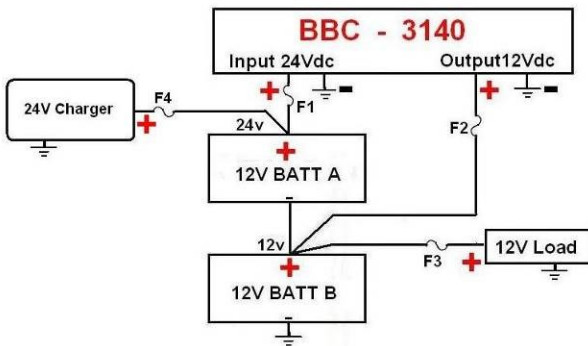 BBC - 3140
Input 24Vdc
Output12Vdc
+
-
+
-
F1
24V Charger
F4
+
24v
F2
+
12V BATT A
-
12v
+
12V BATT B
F3
+
12V Load